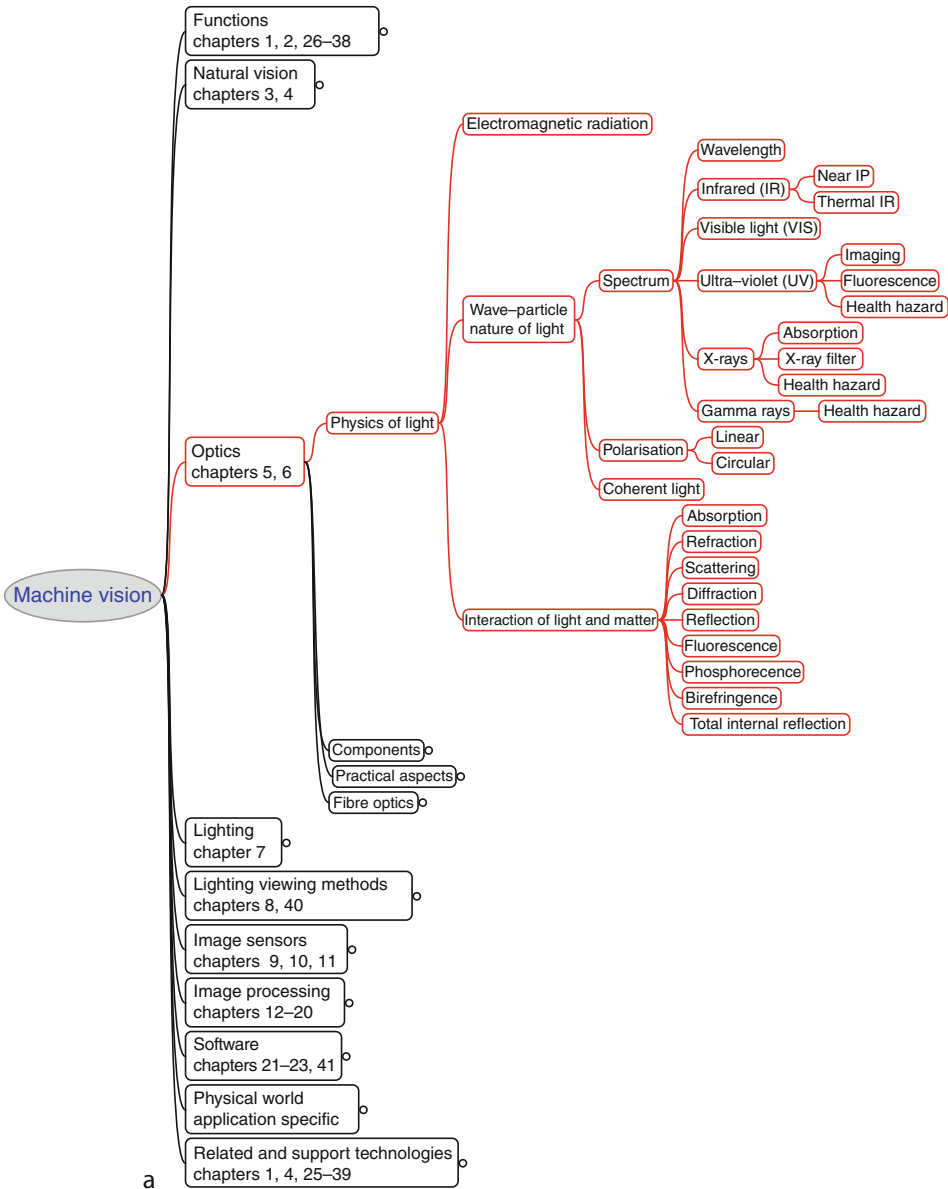 Functions
chapters 1, 2, 26–38
Natural vision
chapters 3, 4
Electromagnetic radiation
Wavelength
Infrared (IR)
Near IP
Thermal IR
Visible light (VIS)
Ultra–violet (UV)
Imaging
Fluorescence
Health hazard
Spectrum
Wave–particle
nature of light
X-rays
Absorption
X-ray filter
Health hazard
Gamma rays
Health hazard
Physics of light
Polarisation
Linear
Circular
Coherent light
Optics
chapters 5, 6
Absorption
Refraction
Scattering
Diffraction
Interaction of light and matter
Reflection
Fluorescence
Phosphorecence
Birefringence
Total internal reflection
Machine vision
Components
Practical aspects
Fibre optics
Lighting
chapter 7
Lighting viewing methods
chapters 8, 40
Image sensors
chapters 9, 10, 11
Image processing
chapters 12–20
Software
chapters 21–23, 41
Physical world
application specific
Related and support technologies
chapters 1, 4, 25–39
a